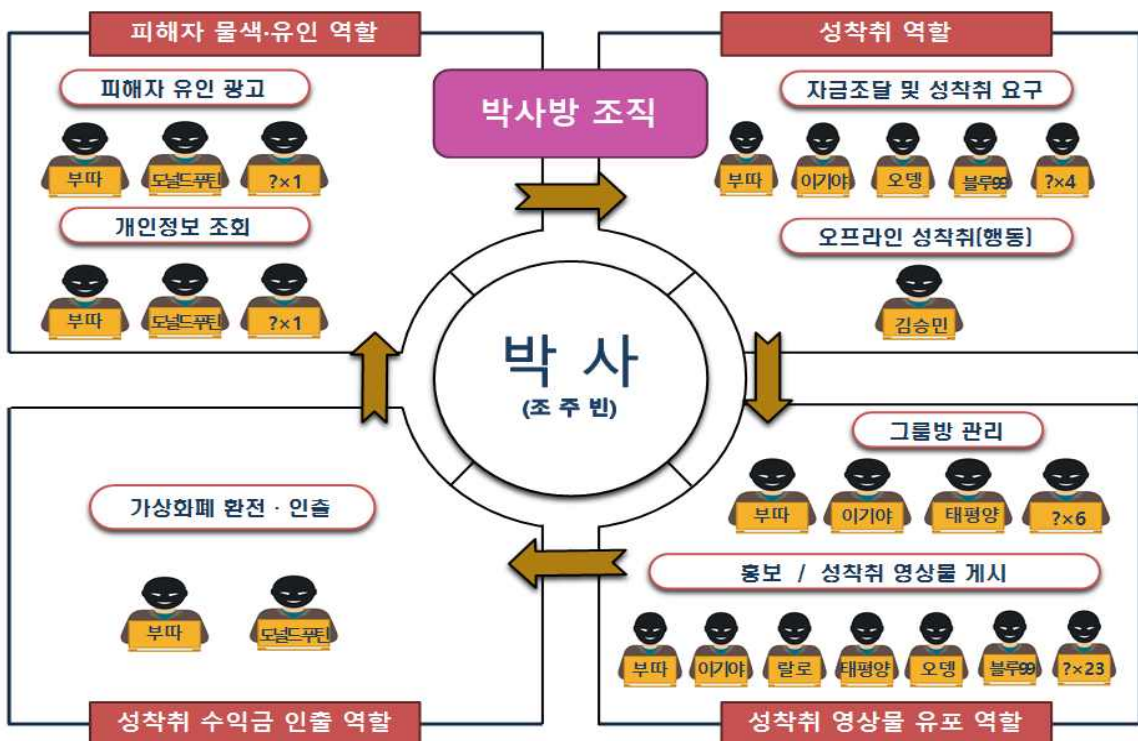 피해자 물색·유인 역할
피해자 유인 광고
부따 도널드푸틴 ?×1
개인정보 조회
부따 도널드푸틴 ?×1
박사방 조직
성착취 역할
자금조달 및 성착취 요구
부따 이기야 오뎅 블루99 ?×4
오프라인 성착취(행동)
김승민
박 사
(조 주 빈)
가상화폐 환전 · 인출
부따 도널드푸틴
성착취 수익금 인출 역할
그룹방 관리
부따 이기야 태평양 ?×6
홍보 / 성착취 영상물 게시
부따 이기야 랄로 태평양 오뎅 블루99 ?×23
성착취 영상물 유포 역할